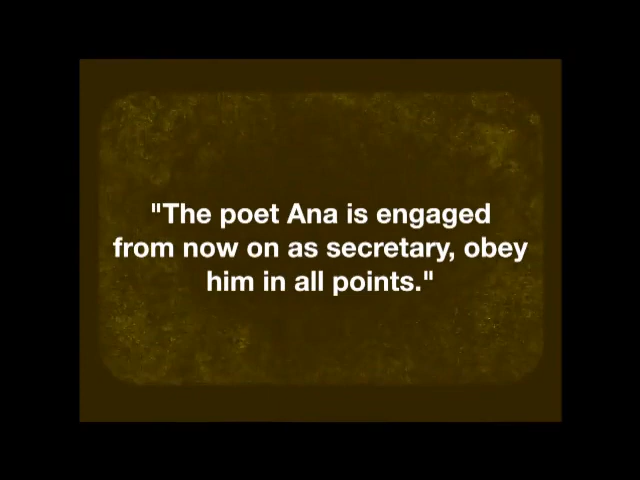 "The poet Ana is engaged
from now on as secretary, obey
him in all points."